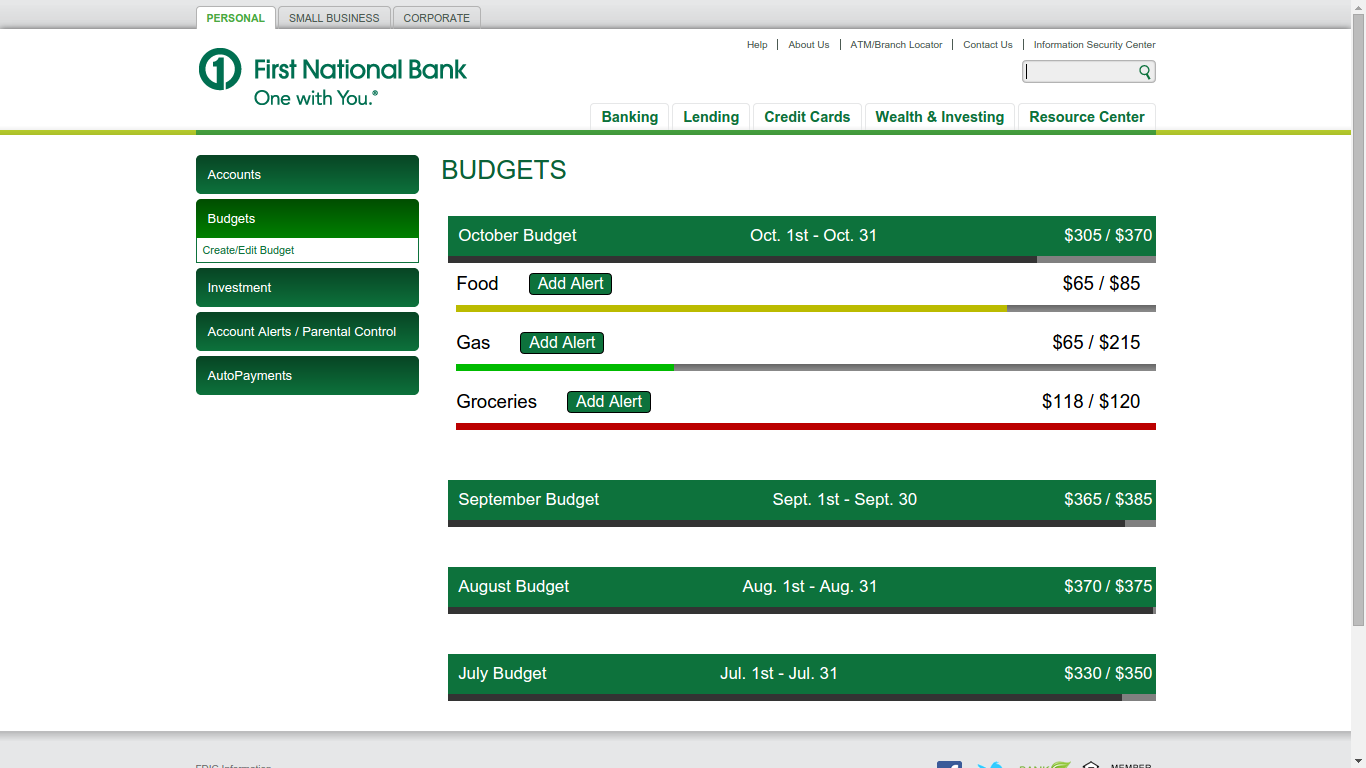 PERSONAL SMALL BUSINESS CORPORATE
Help About Us ATM/Branch Locator Contact Us Information Security Center
First National Bank
One with You.®
Banking Lending Credit Cards Wealth & Investing Resource Center
Accounts
Budgets
Create/Edit Budget
Investment
Account Alerts / Parental Control
AutoPayments
BUDGETS
October Budget Oct. 1st - Oct. 31 $305 / $370
Food Add Alert $65 / $85
Gas Add Alert $65 / $215
Groceries Add Alert $118 / $120
September Budget Sept. 1st - Sept. 30 $365 / $385
August Budget Aug. 1st - Aug. 31 $370 / $375
July Budget Jul. 1st - Jul. 31 $330 / $350
FDIC Information BANK MEMBER